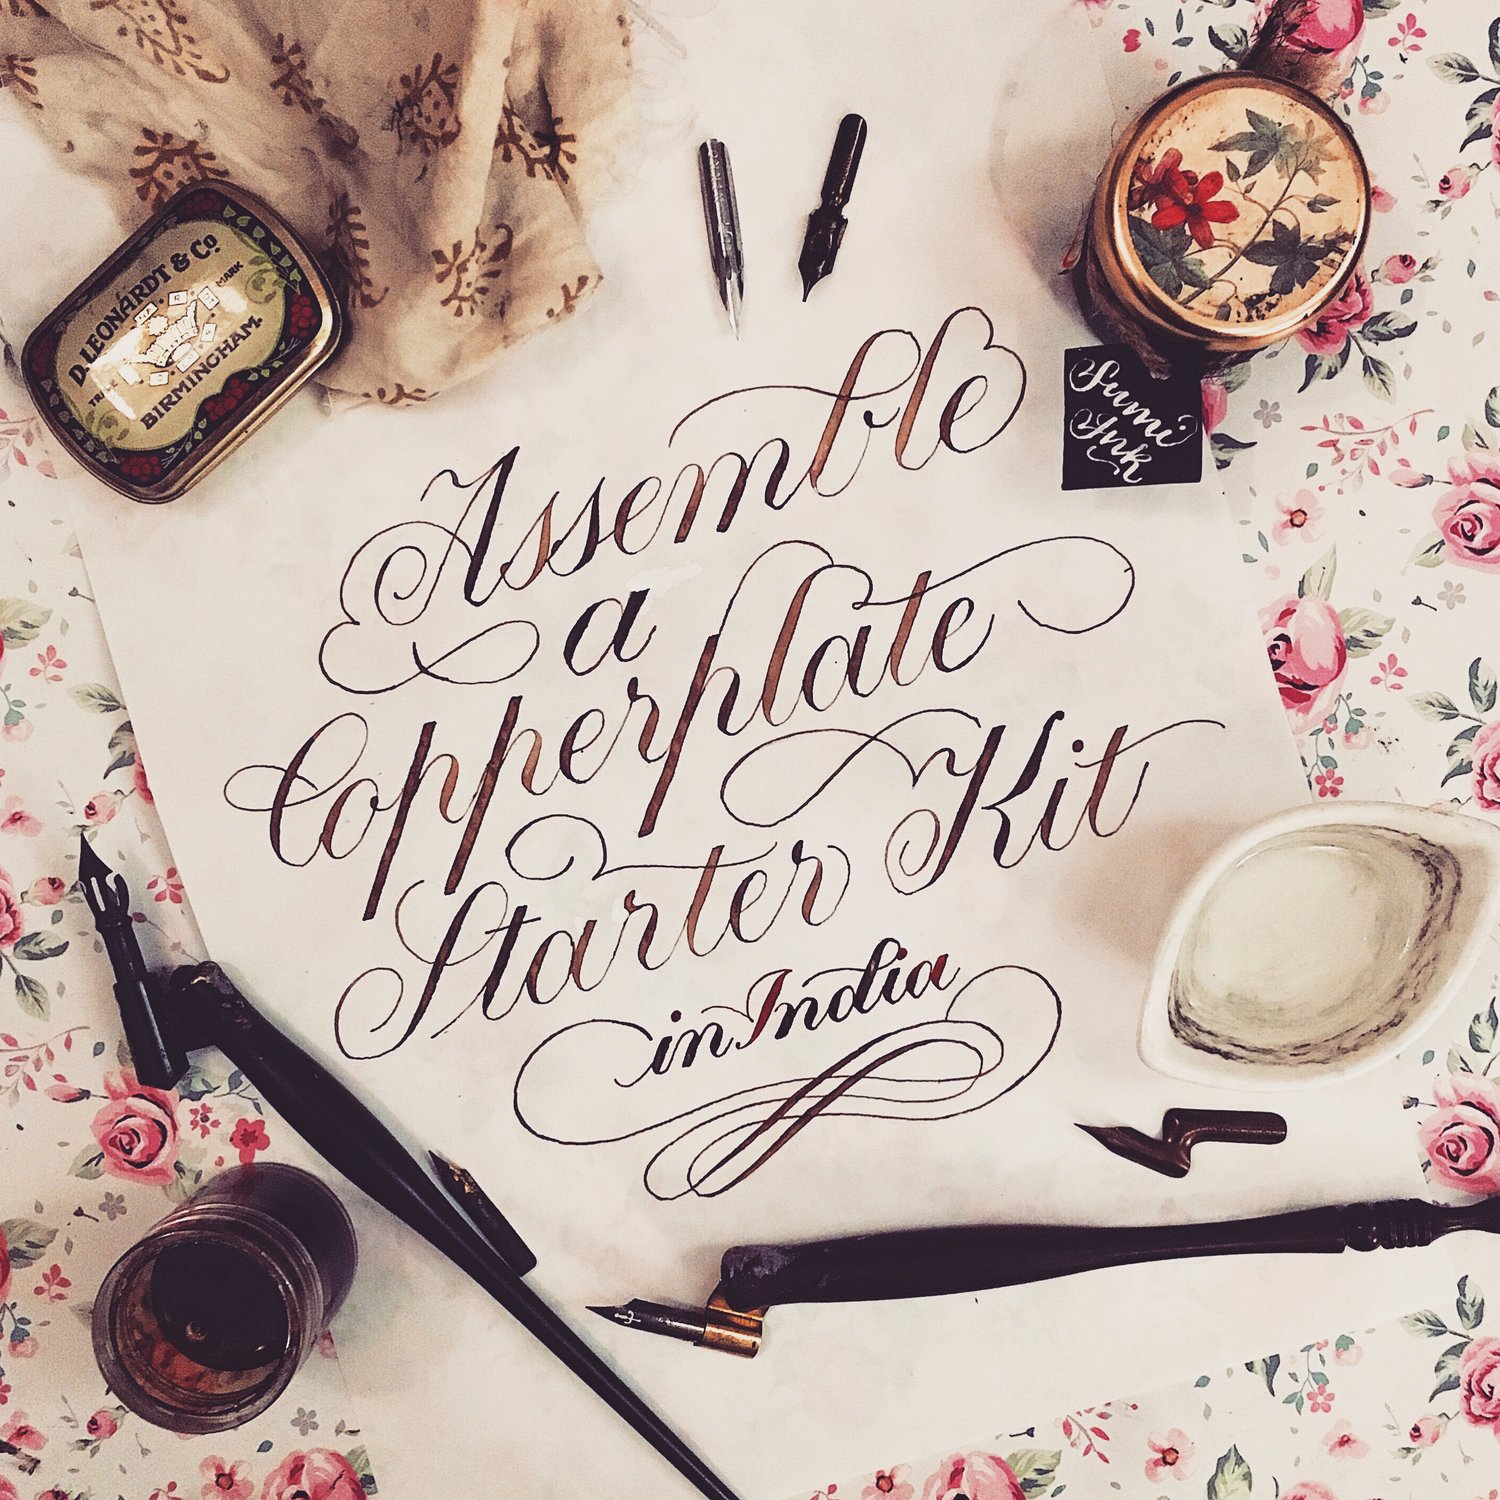 D. LEONARDT & Co
TRADE MARK
BIRMINGHAM.
Sumi
Ink
Assemble
a
Copperplate
Starter Kit
in India